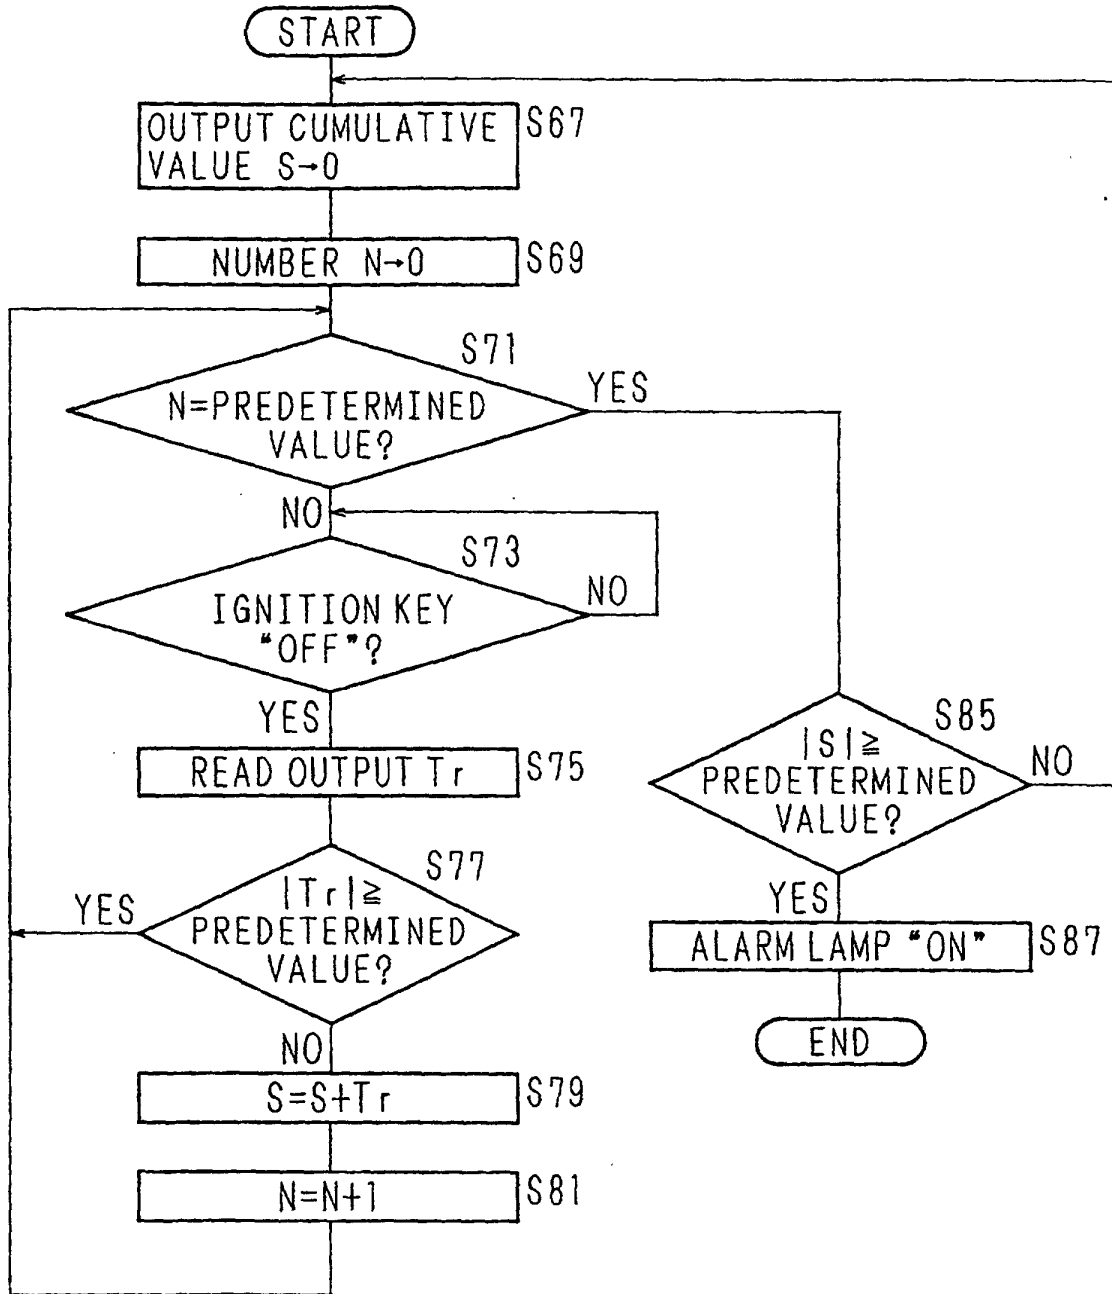 START
OUTPUT CUMULATIVE
VALUE S→0
S67
NUMBER N→0
S69
S71
N=PREDETERMINED
VALUE?
YES
NO
S73
IGNITION KEY
"OFF"?
NO
YES
READ OUTPUT Tr
S75
S77
|Tr|≧
PREDETERMINED
VALUE?
YES
NO
S=S+Tr
S79
N=N+1
S81
S85
|S|≧
PREDETERMINED
VALUE?
NO
YES
ALARM LAMP "ON"
S87
END